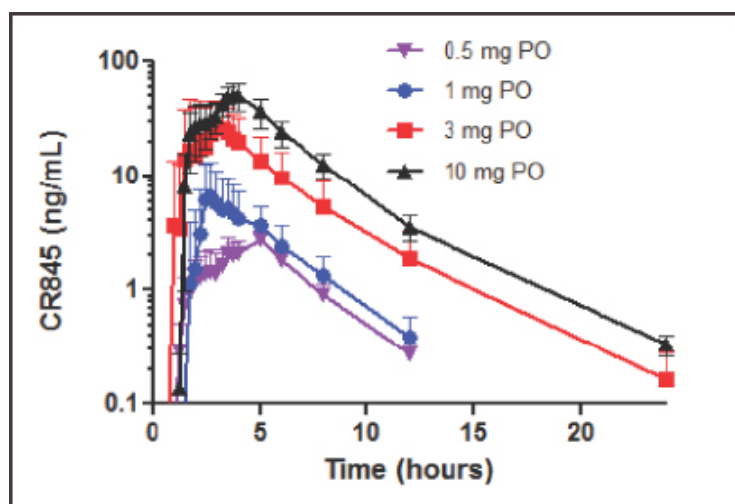 100
10
1
0.1
CR845 (ng/mL)
0.5 mg PO
1 mg PO
3 mg PO
10 mg PO
0 5 10 15 20
Time (hours)